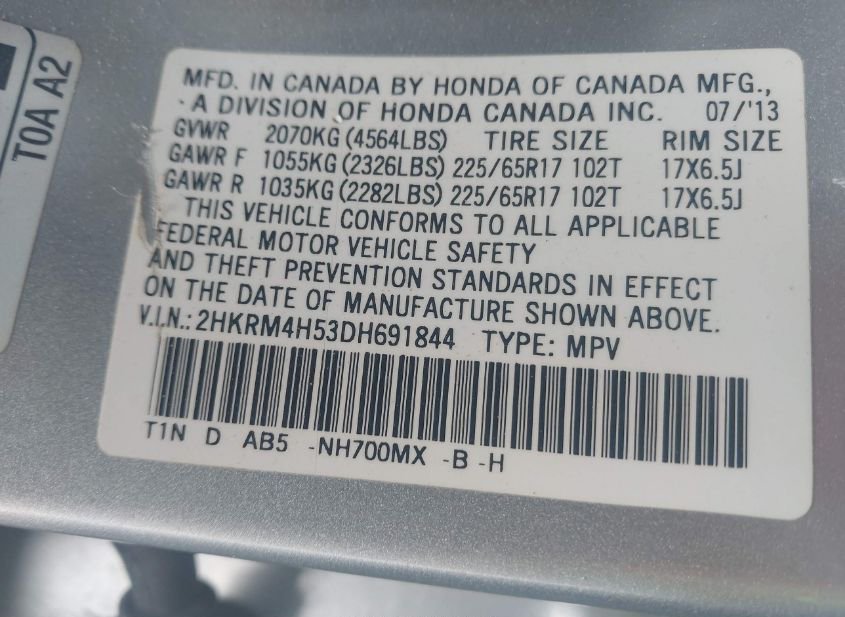 T0A A2
MFD. IN CANADA BY HONDA OF CANADA MFG.,
A DIVISION OF HONDA CANADA INC. 07/'13
GVWR 2070KG (4564LBS) TIRE SIZE RIM SIZE
GAWR F 1055KG (2326LBS) 225/65R17 102T 17X6.5J
GAWR R 1035KG (2282LBS) 225/65R17 102T 17X6.5J
THIS VEHICLE CONFORMS TO ALL APPLICABLE
FEDERAL MOTOR VEHICLE SAFETY
AND THEFT PREVENTION STANDARDS IN EFFECT
ON THE DATE OF MANUFACTURE SHOWN ABOVE.
V.I.N.: 2HKRM4H53DH691844 TYPE: MPV
T1N D AB5 -NH700MX -B -H